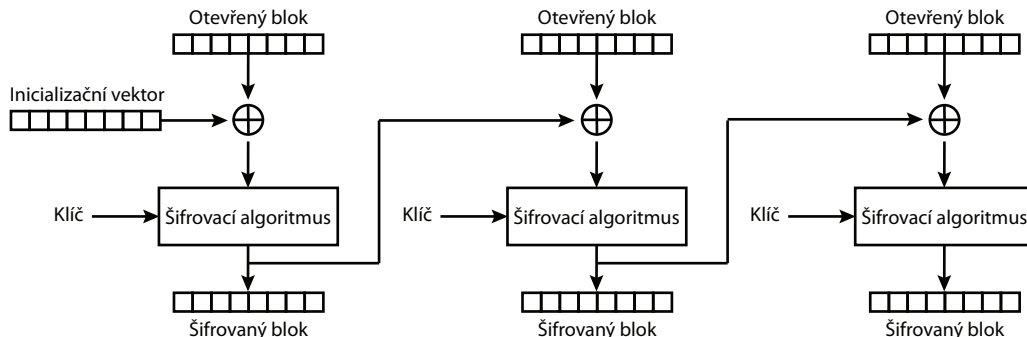 Otevřený blok
Otevřený blok
Otevřený blok
Inicializační vektor
Klíč
Šifrovací algoritmus
Klíč
Šifrovací algoritmus
Klíč
Šifrovací algoritmus
Šifrovaný blok
Šifrovaný blok
Šifrovaný blok